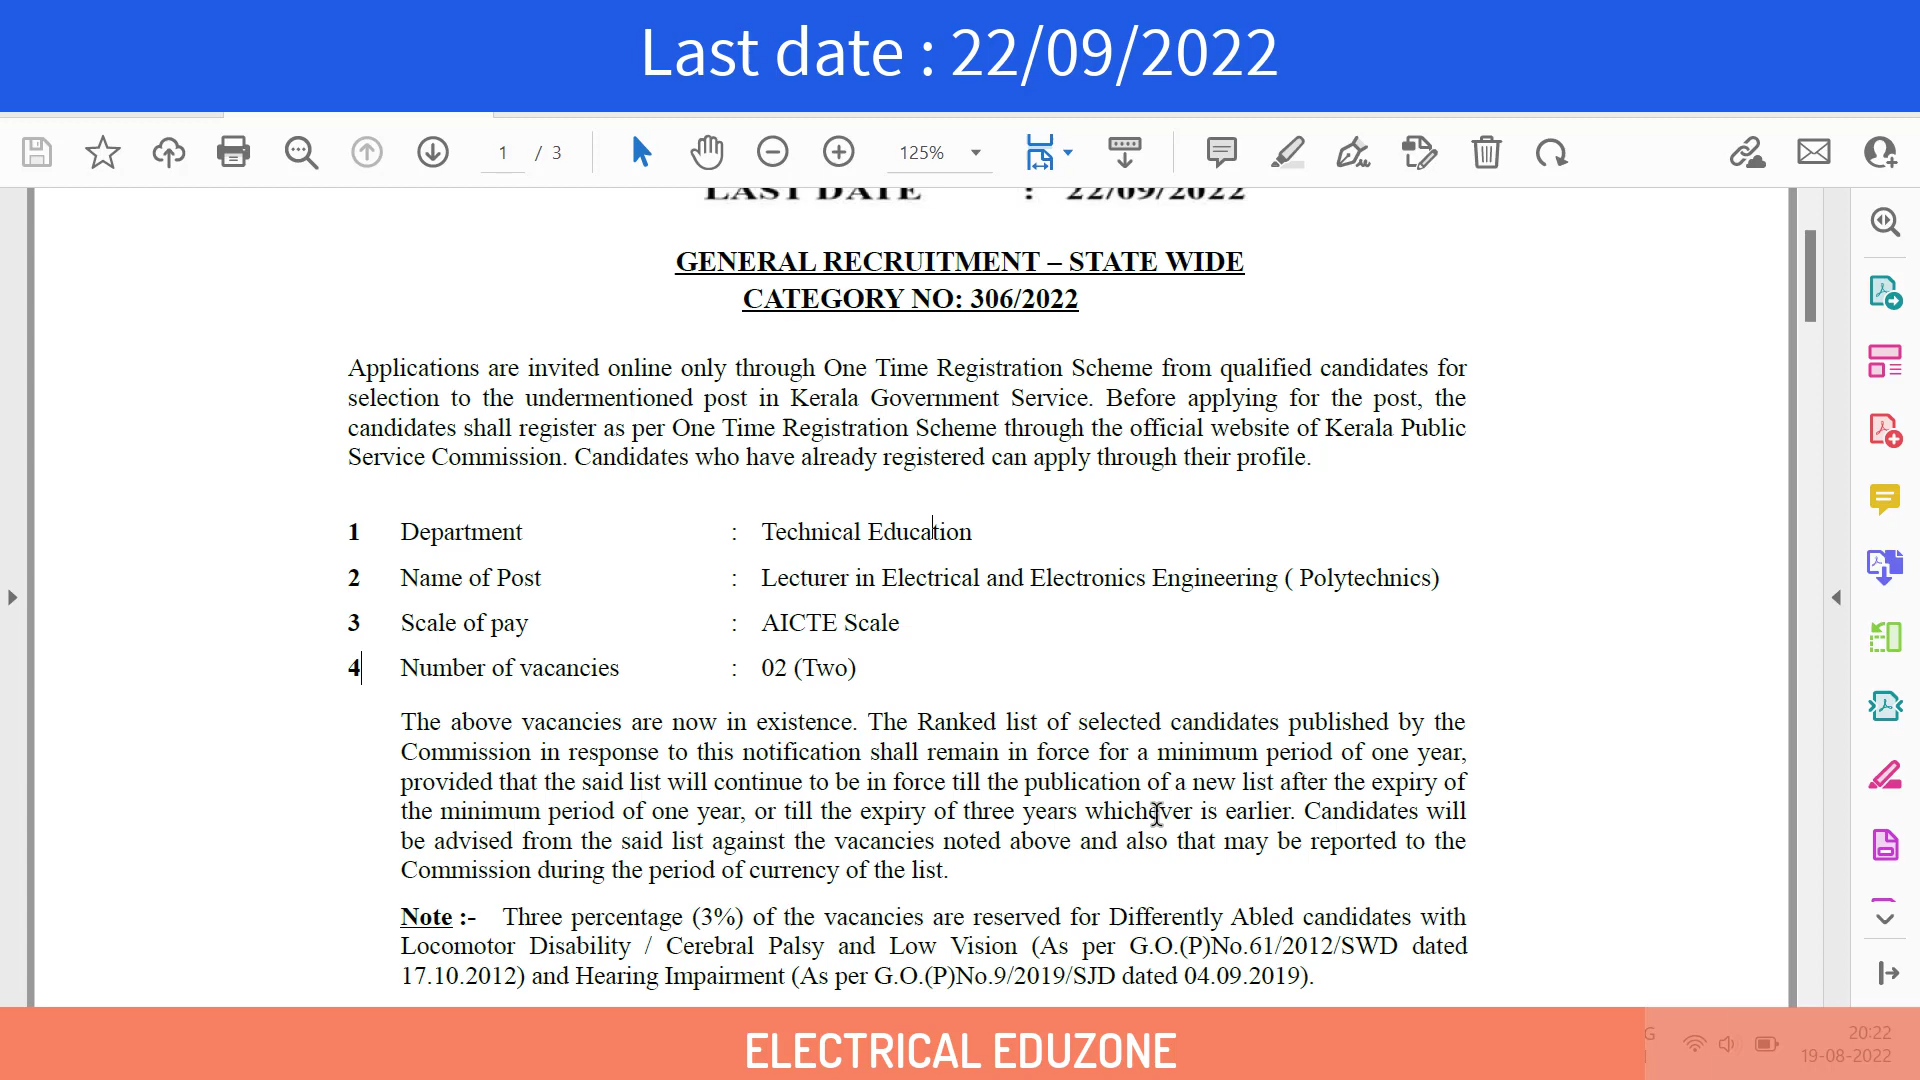 Last date : 22/09/2022
1 / 3
125%
LAST DATE : 22/09/2022
GENERAL RECRUITMENT – STATE WIDE
CATEGORY NO: 306/2022
Applications are invited online only through One Time Registration Scheme from qualified candidates for
selection to the undermentioned post in Kerala Government Service. Before applying for the post, the
candidates shall register as per One Time Registration Scheme through the official website of Kerala Public
Service Commission. Candidates who have already registered can apply through their profile.
1 Department : Technical Education
2 Name of Post : Lecturer in Electrical and Electronics Engineering ( Polytechnics)
3 Scale of pay : AICTE Scale
4 Number of vacancies : 02 (Two)
The above vacancies are now in existence. The Ranked list of selected candidates published by the
Commission in response to this notification shall remain in force for a minimum period of one year,
provided that the said list will continue to be in force till the publication of a new list after the expiry of
the minimum period of one year, or till the expiry of three years whichever is earlier. Candidates will
be advised from the said list against the vacancies noted above and also that may be reported to the
Commission during the period of currency of the list.
Note :- Three percentage (3%) of the vacancies are reserved for Differently Abled candidates with
Locomotor Disability / Cerebral Palsy and Low Vision (As per G.O.(P)No.61/2012/SWD dated
17.10.2012) and Hearing Impairment (As per G.O.(P)No.9/2019/SJD dated 04.09.2019).
ELECTRICAL EDUZONE
20:22
19-08-2022